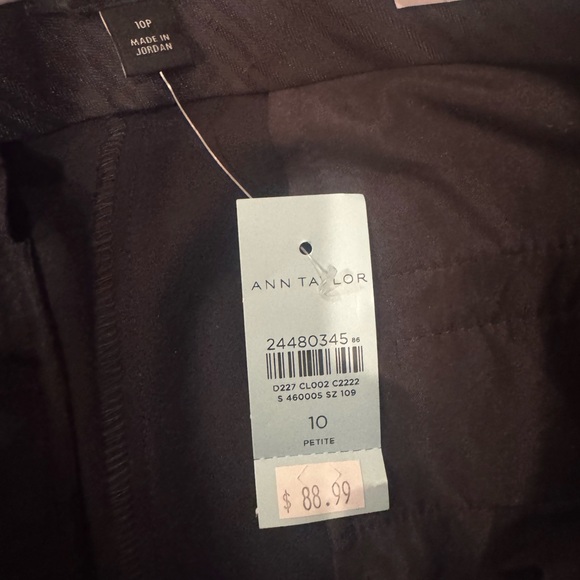 10P
MADE IN
JORDAN
ANN TAYLOR
24480345 86
D227 CL002 C2222
S 460005 SZ 109
10
PETITE
$ 88.99